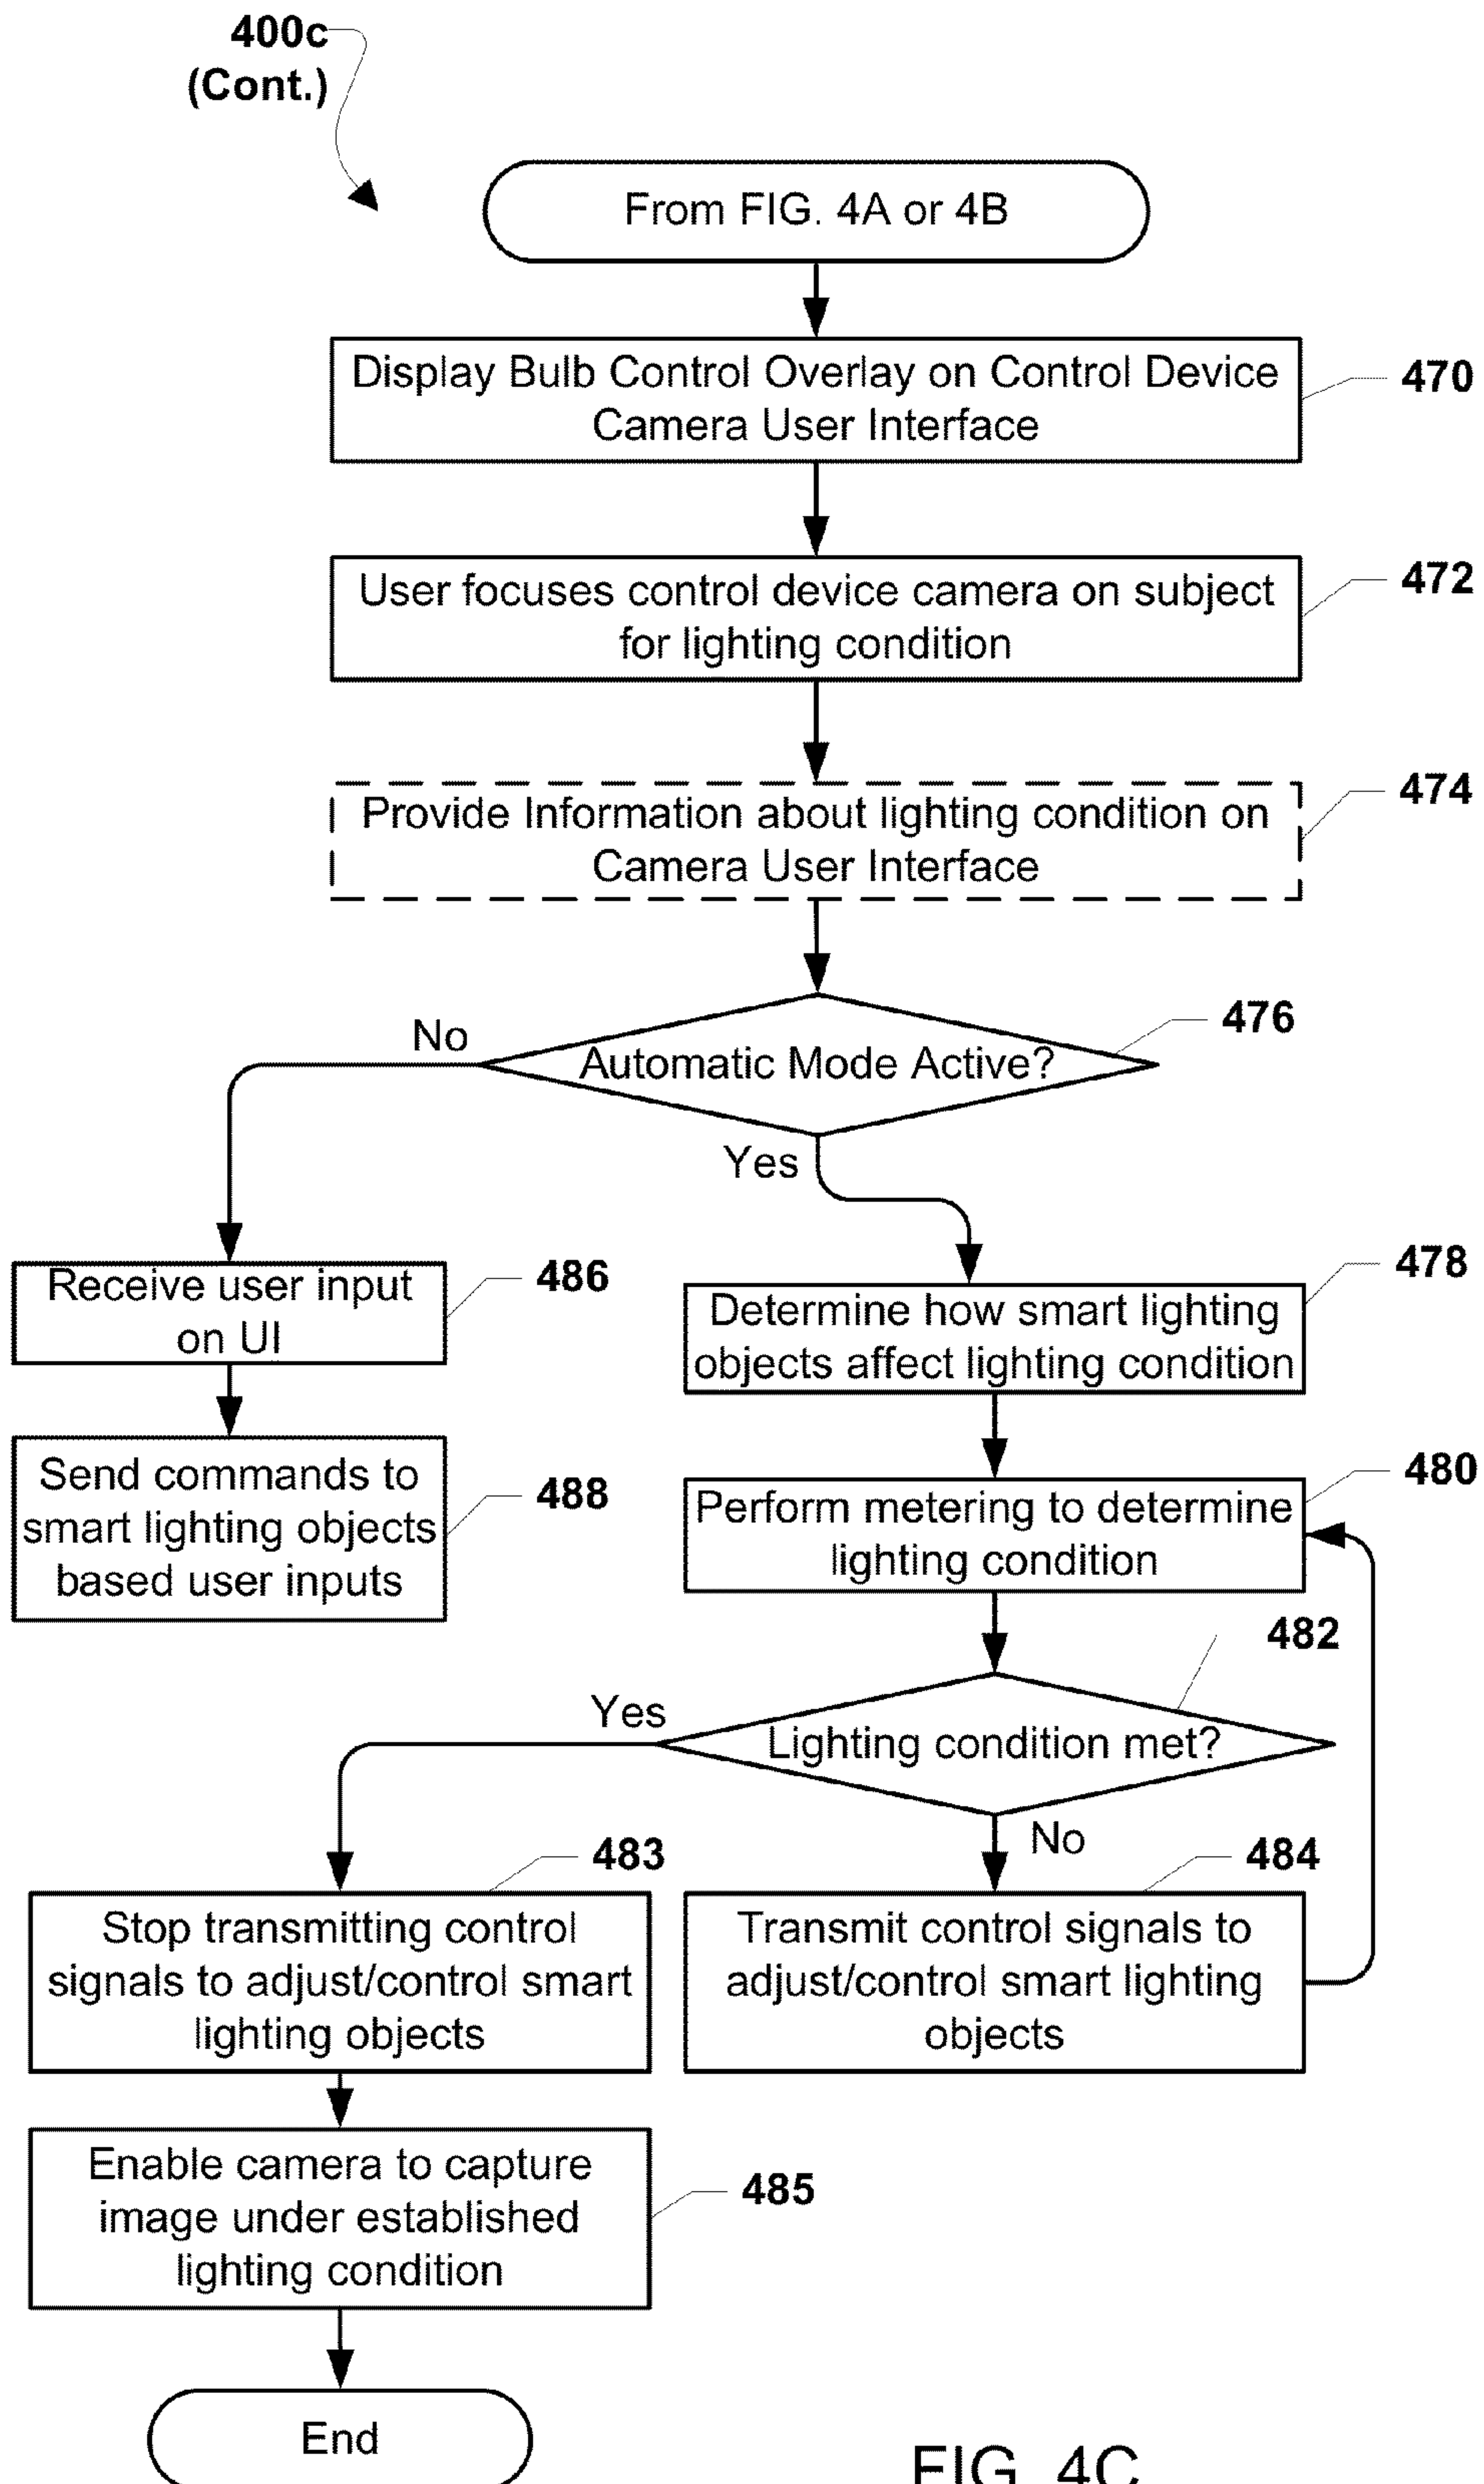 400c
(Cont.)
From FIG. 4A or 4B
Display Bulb Control Overlay on Control Device
Camera User Interface
470
User focuses control device camera on subject
for lighting condition
472
Provide Information about lighting condition on
Camera User Interface
474
Automatic Mode Active?
476
No
Yes
Receive user input
on UI
486
Determine how smart lighting
objects affect lighting condition
478
Send commands to
smart lighting objects
based user inputs
488
Perform metering to determine
lighting condition
480
Lighting condition met?
482
Yes
No
Stop transmitting control
signals to adjust/control smart
lighting objects
483
Transmit control signals to
adjust/control smart lighting
objects
484
Enable camera to capture
image under established
lighting condition
485
End
FIG. 4C